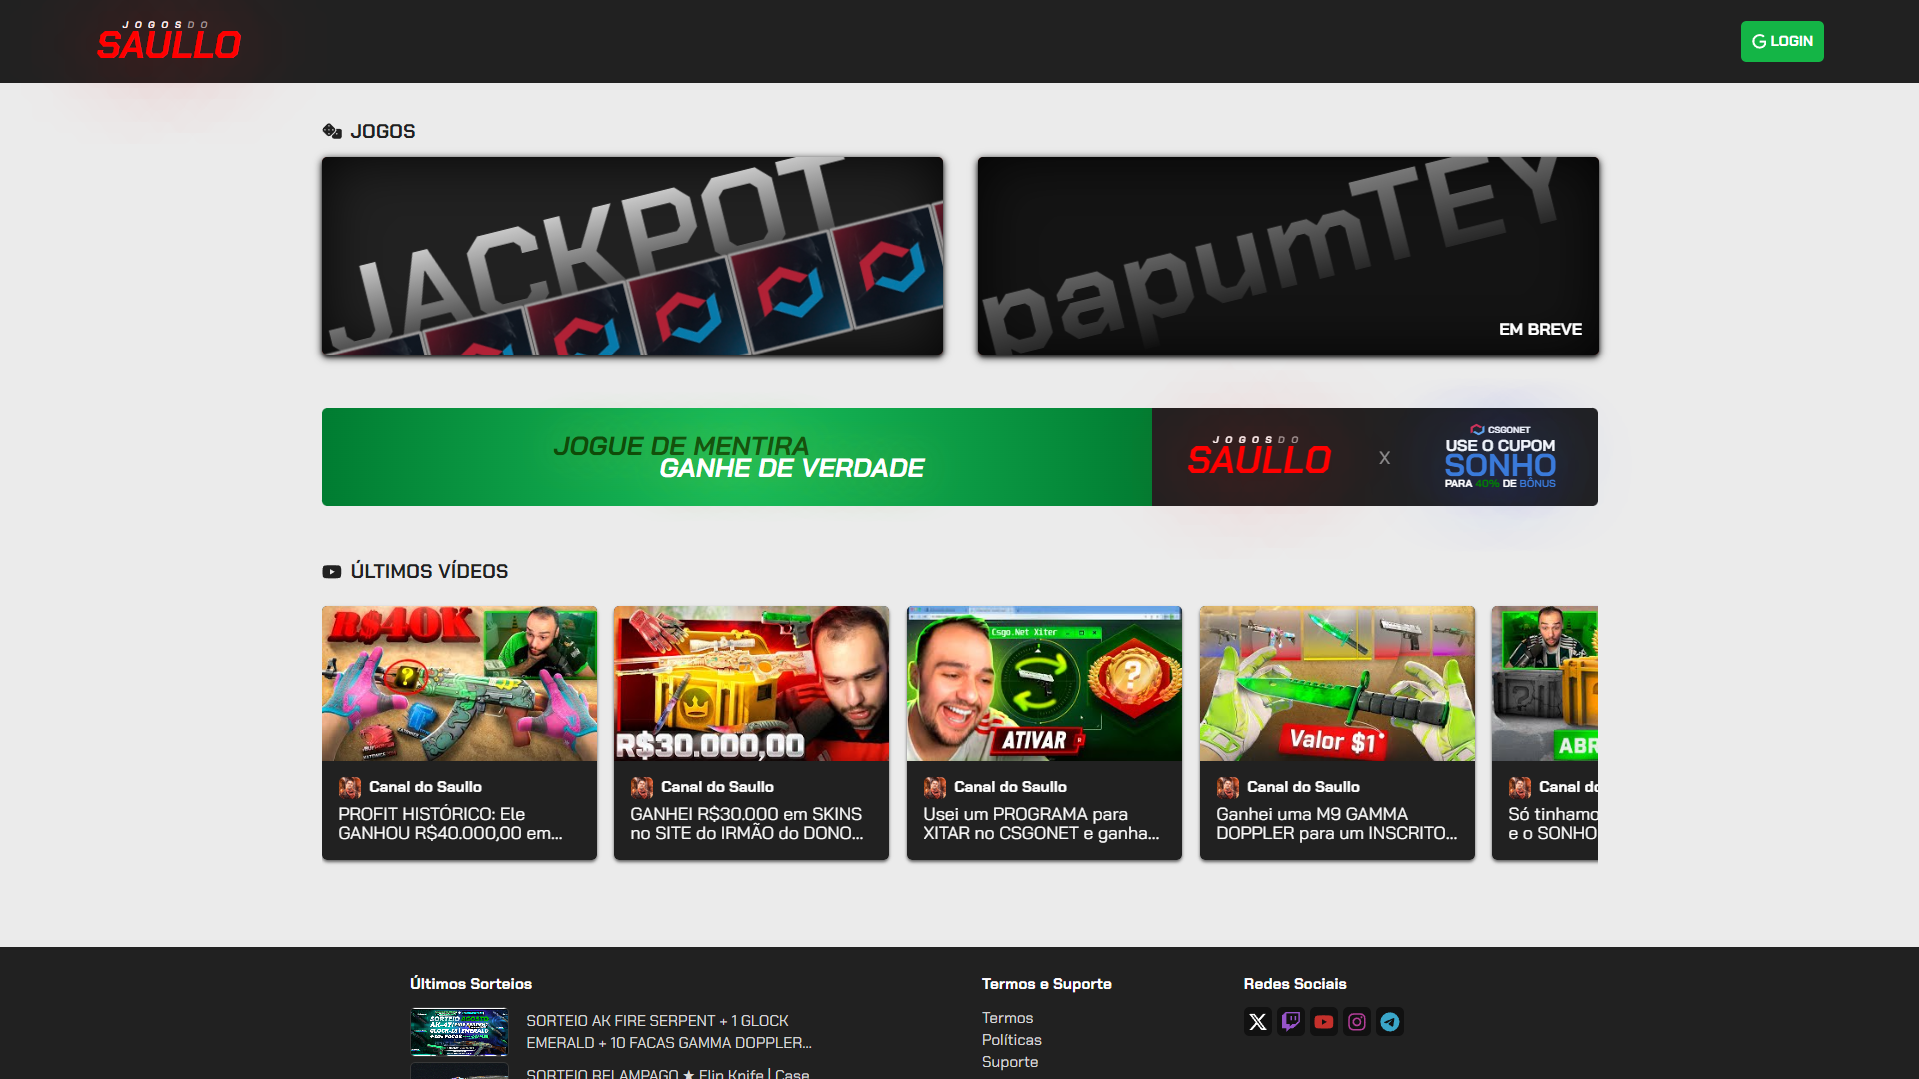 JOGOSDO
SAULLO
LOGIN
JOGOS
JACKPOT
papumTEY
EM BREVE
JOGUE DE MENTIRA
GANHE DE VERDADE
JOGOSDO
SAULLO
X
CSGONET
USE O CUPOM
SONHO
PARA 40% DE BÔNUS
ÚLTIMOS VÍDEOS
R$40K
?
R$30.000,00
Csgo.Net Xiter
?
ATIVAR
Valor $1*
ABR
Canal do Saullo
PROFIT HISTÓRICO: Ele
GANHOU R$40.000,00 em...
Canal do Saullo
GANHEI R$30.000 em SKINS
no SITE do IRMÃO do DONO...
Canal do Saullo
Usei um PROGRAMA para
XITAR no CSGONET e ganha...
Canal do Saullo
Ganhei uma M9 GAMMA
DOPPLER para um INSCRITO...
Canal do
Só tinhamo
e o SONHO
Últimos Sorteios
SORTEIO AK FIRE SERPENT + 1 GLOCK
EMERALD + 10 FACAS GAMMA DOPPLER...
SORTEIO RELAMPAGO ★ Flip Knife | Case
Termos e Suporte
Termos
Políticas
Suporte
Redes Sociais